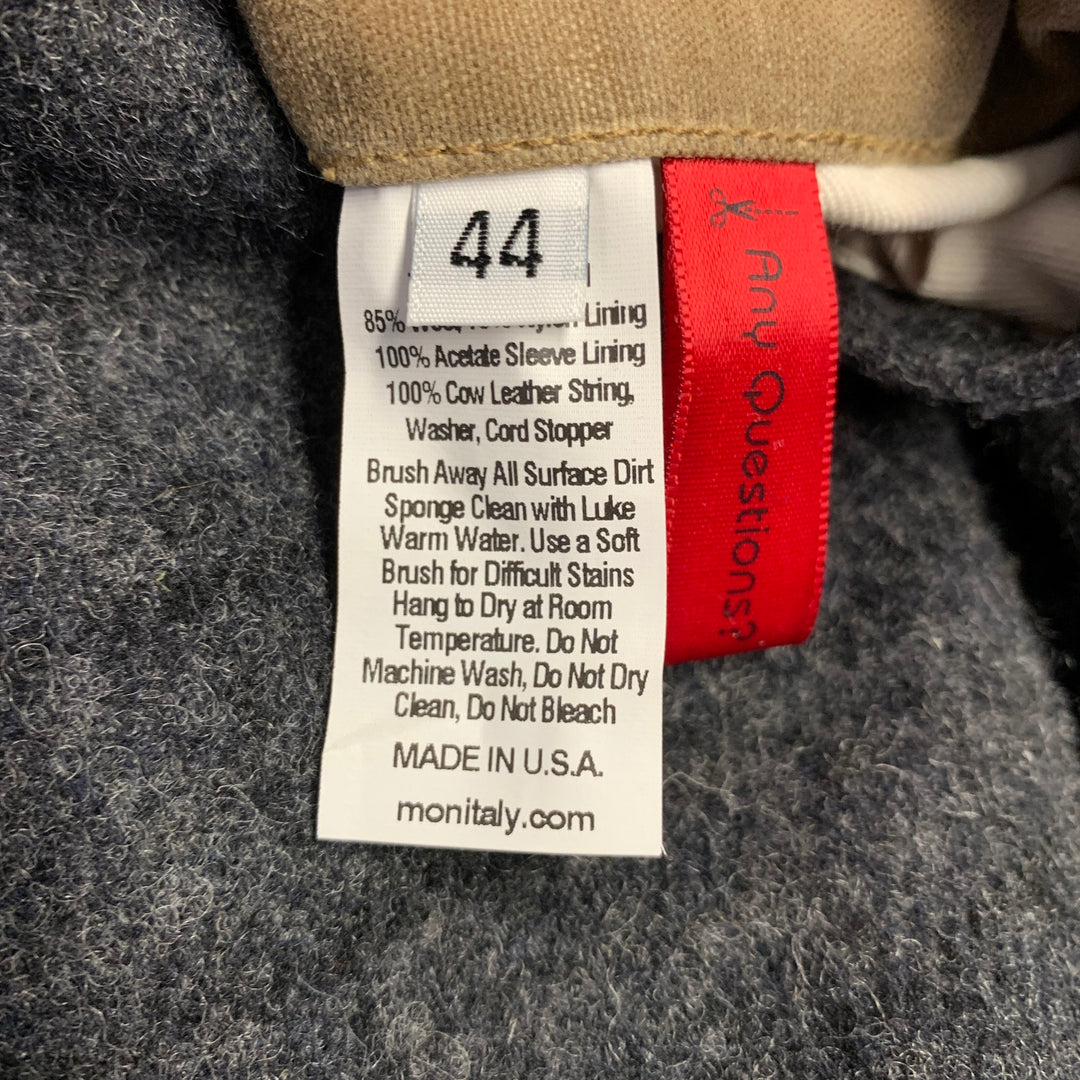 44
85% Lining
100% Acetate Sleeve Lining
100% Cow Leather String,
Washer, Cord Stopper
Brush Away All Surface Dirt
Sponge Clean with Luke
Warm Water. Use a Soft
Brush for Difficult Stains
Hang to Dry at Room
Temperature. Do Not
Machine Wash, Do Not Dry
Clean, Do Not Bleach
MADE IN U.S.A.
monitaly.com
Any Questions?